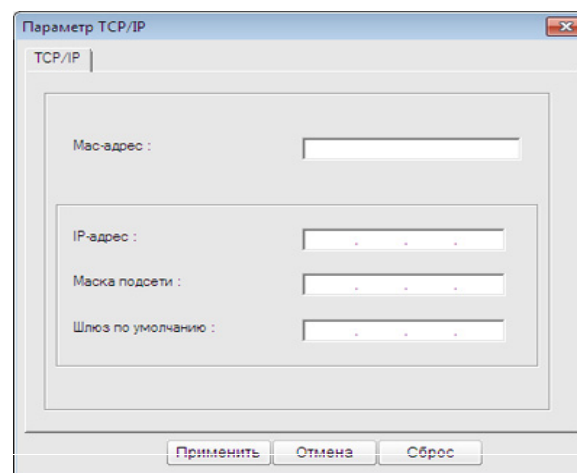 Параметр TCP/IP
TCP/IP
Mac-адрес :
IP-адрес :
. . .
Маска подсети :
. . .
Шлюз по умолчанию :
. . .
Применить Отмена Сброс